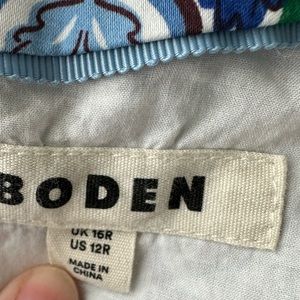 BODEN
UK 16R
US 12R
MADE IN
CHINA